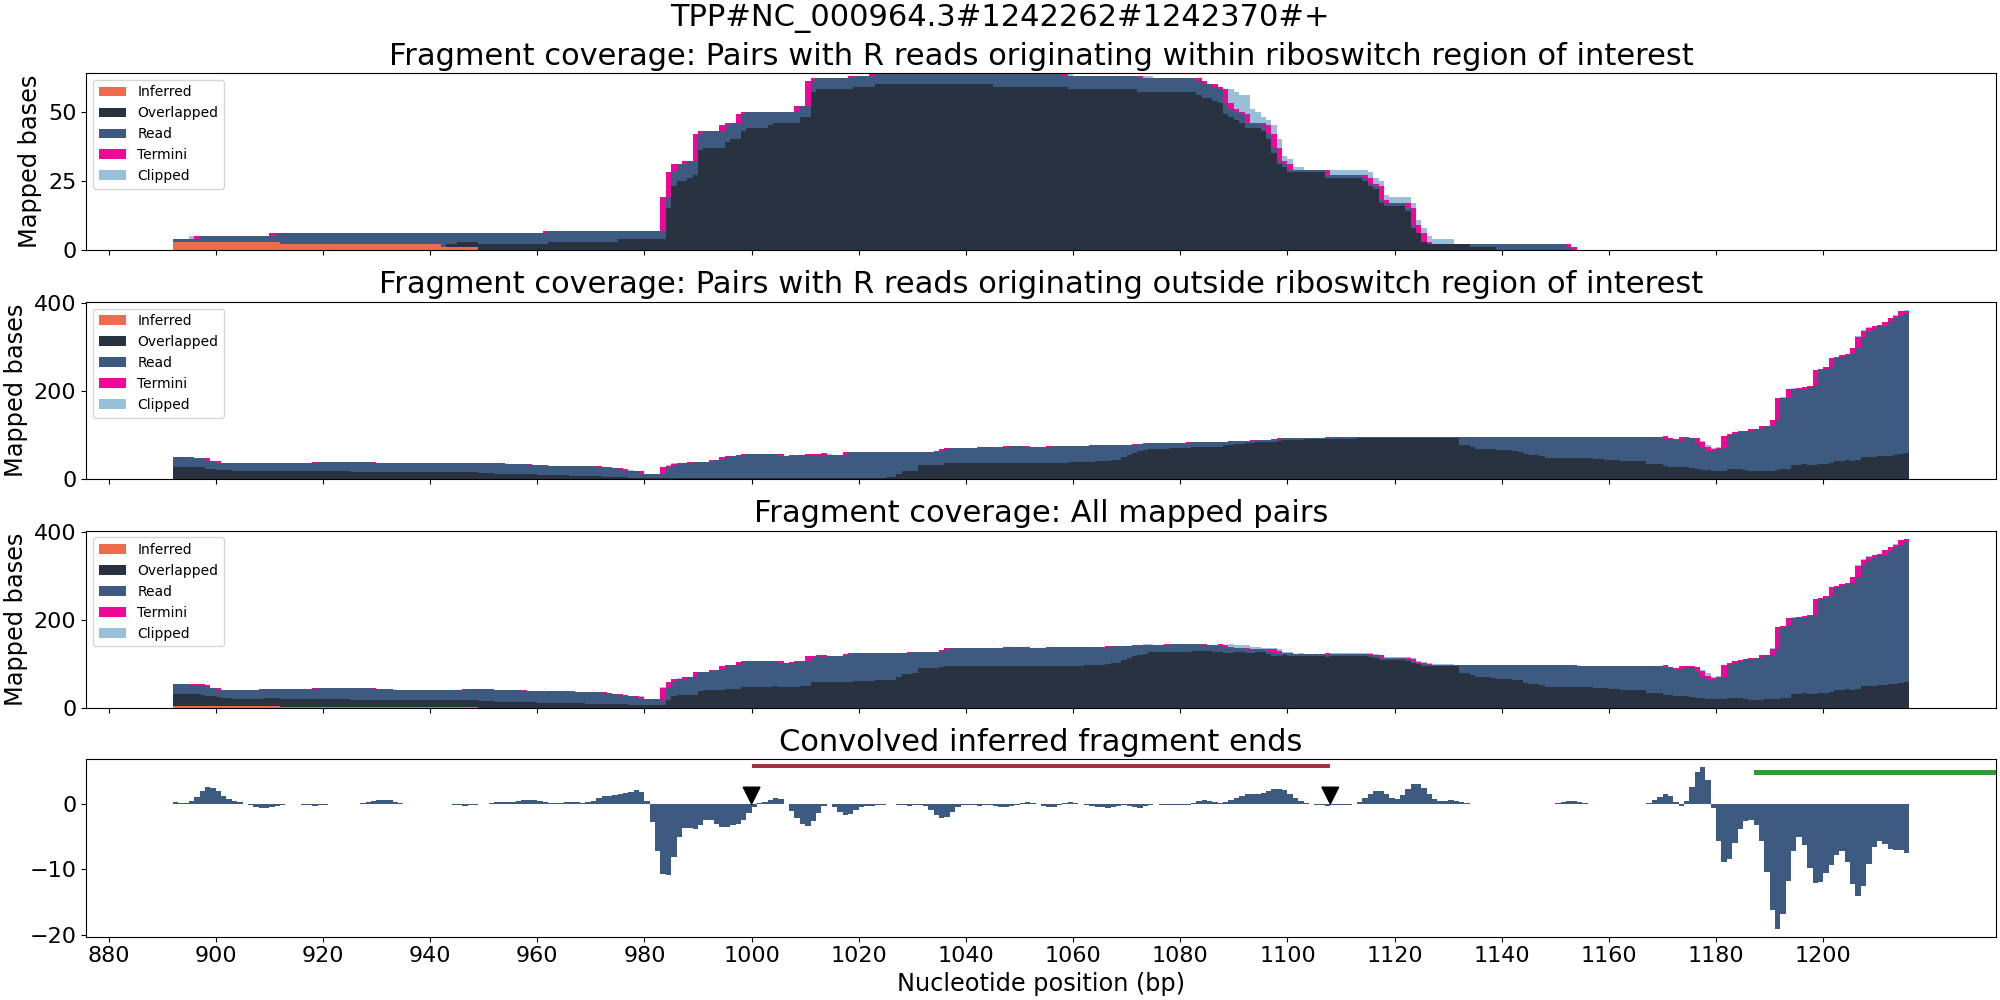 TPP#NC_000964.3#1242262#1242370#+
Fragment coverage: Pairs with R reads originating within riboswitch region of interest
Mapped bases
50
25
0
Inferred
Overlapped
Read
Termini
Clipped
Fragment coverage: Pairs with R reads originating outside riboswitch region of interest
Mapped bases
400
200
0
Inferred
Overlapped
Read
Termini
Clipped
Fragment coverage: All mapped pairs
Mapped bases
400
200
0
Inferred
Overlapped
Read
Termini
Clipped
Convolved inferred fragment ends
0
−10
−20
880 900 920 940 960 980 1000 1020 1040 1060 1080 1100 1120 1140 1160 1180 1200
Nucleotide position (bp)